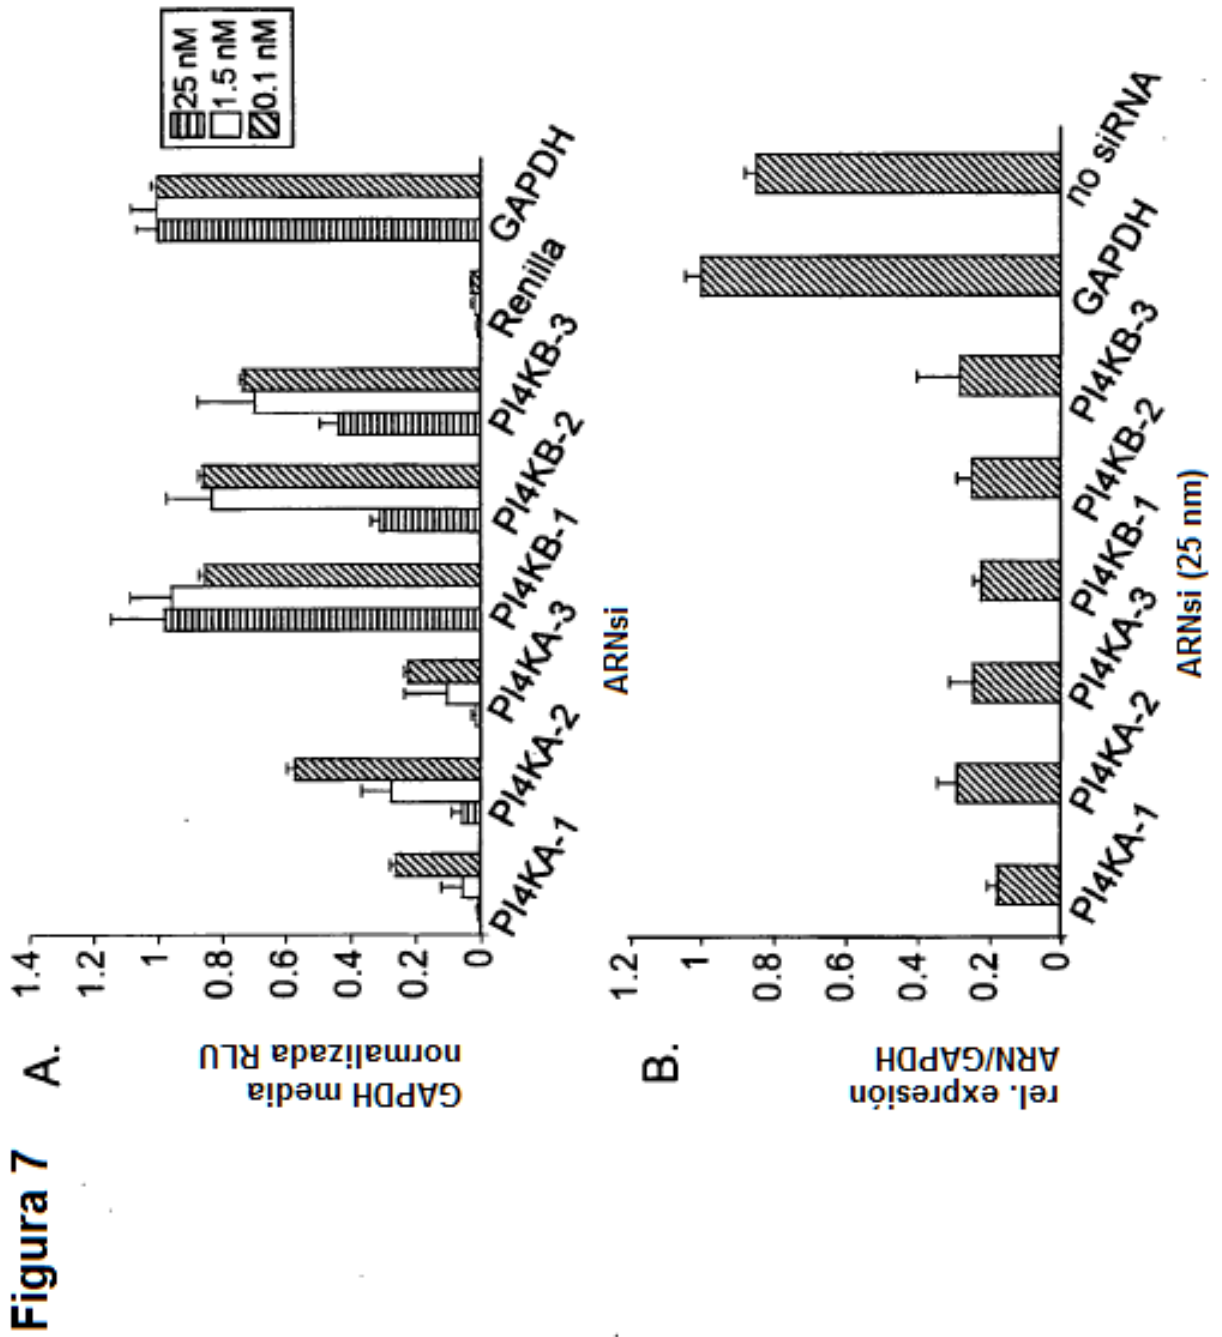 Figura 7
A.
GAPDH media
normalizada RLU
1.4
1.2
1
0.8
0.6
0.4
0.2
0
25 nM
1.5 nM
0.1 nM
PI4KA-1
PI4KA-2
PI4KA-3
PI4KB-1
PI4KB-2
PI4KB-3
Renilla
GAPDH
ARNsi
B.
rel. expresión
ARN/GAPDH
1.2
1
0.8
0.6
0.4
0.2
0
PI4KA-1
PI4KA-2
PI4KA-3
PI4KB-1
PI4KB-2
PI4KB-3
GAPDH
no siRNA
ARNsi (25 nm)